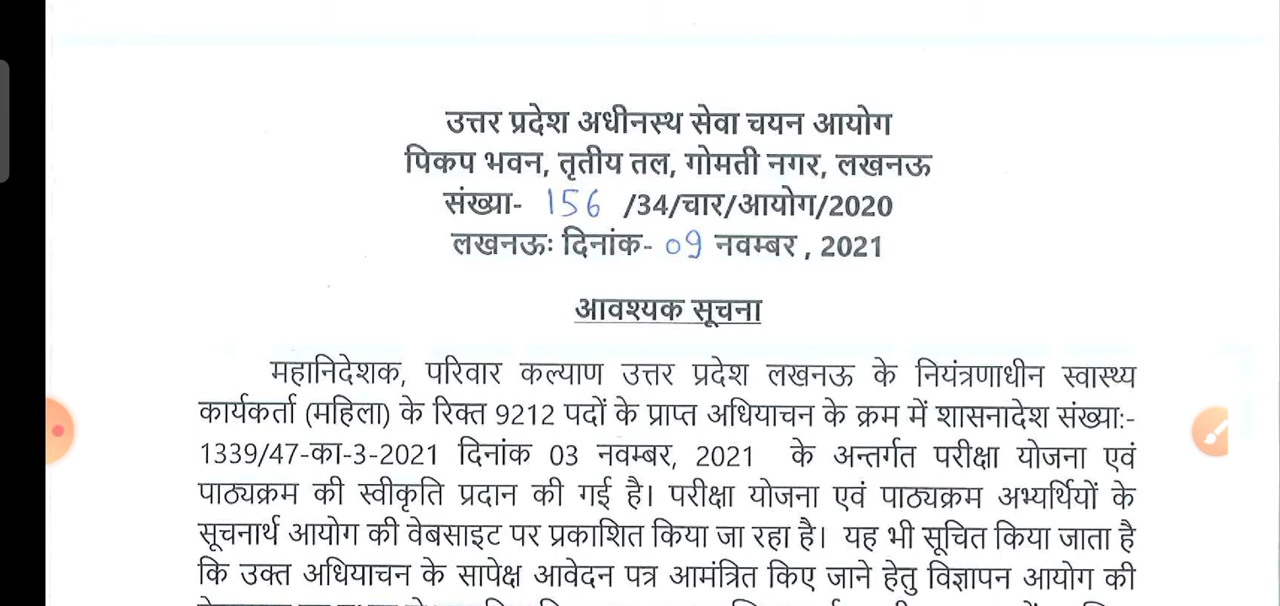 उत्तर प्रदेश अधीनस्थ सेवा चयन आयोग
पिकप भवन, तृतीय तल, गोमती नगर, लखनऊ
संख्या- 156 /34/चार/आयोग/2020
लखनऊः दिनांक- 09 नवम्बर , 2021
आवश्यक सूचना
महानिदेशक, परिवार कल्याण उत्तर प्रदेश लखनऊ के नियंत्रणाधीन स्वास्थ्य
कार्यकर्ता (महिला) के रिक्त 9212 पदों के प्राप्त अधियाचन के क्रम में शासनादेश संख्याः-
1339/47-का-3-2021 दिनांक 03 नवम्बर, 2021 के अन्तर्गत परीक्षा योजना एवं
पाठ्यक्रम की स्वीकृति प्रदान की गई है। परीक्षा योजना एवं पाठ्यक्रम अभ्यर्थियों के
सूचनार्थ आयोग की वेबसाइट पर प्रकाशित किया जा रहा है। यह भी सूचित किया जाता है
कि उक्त अधियाचन के सापेक्ष आवेदन पत्र आमंत्रित किए जाने हेतु विज्ञापन आयोग की